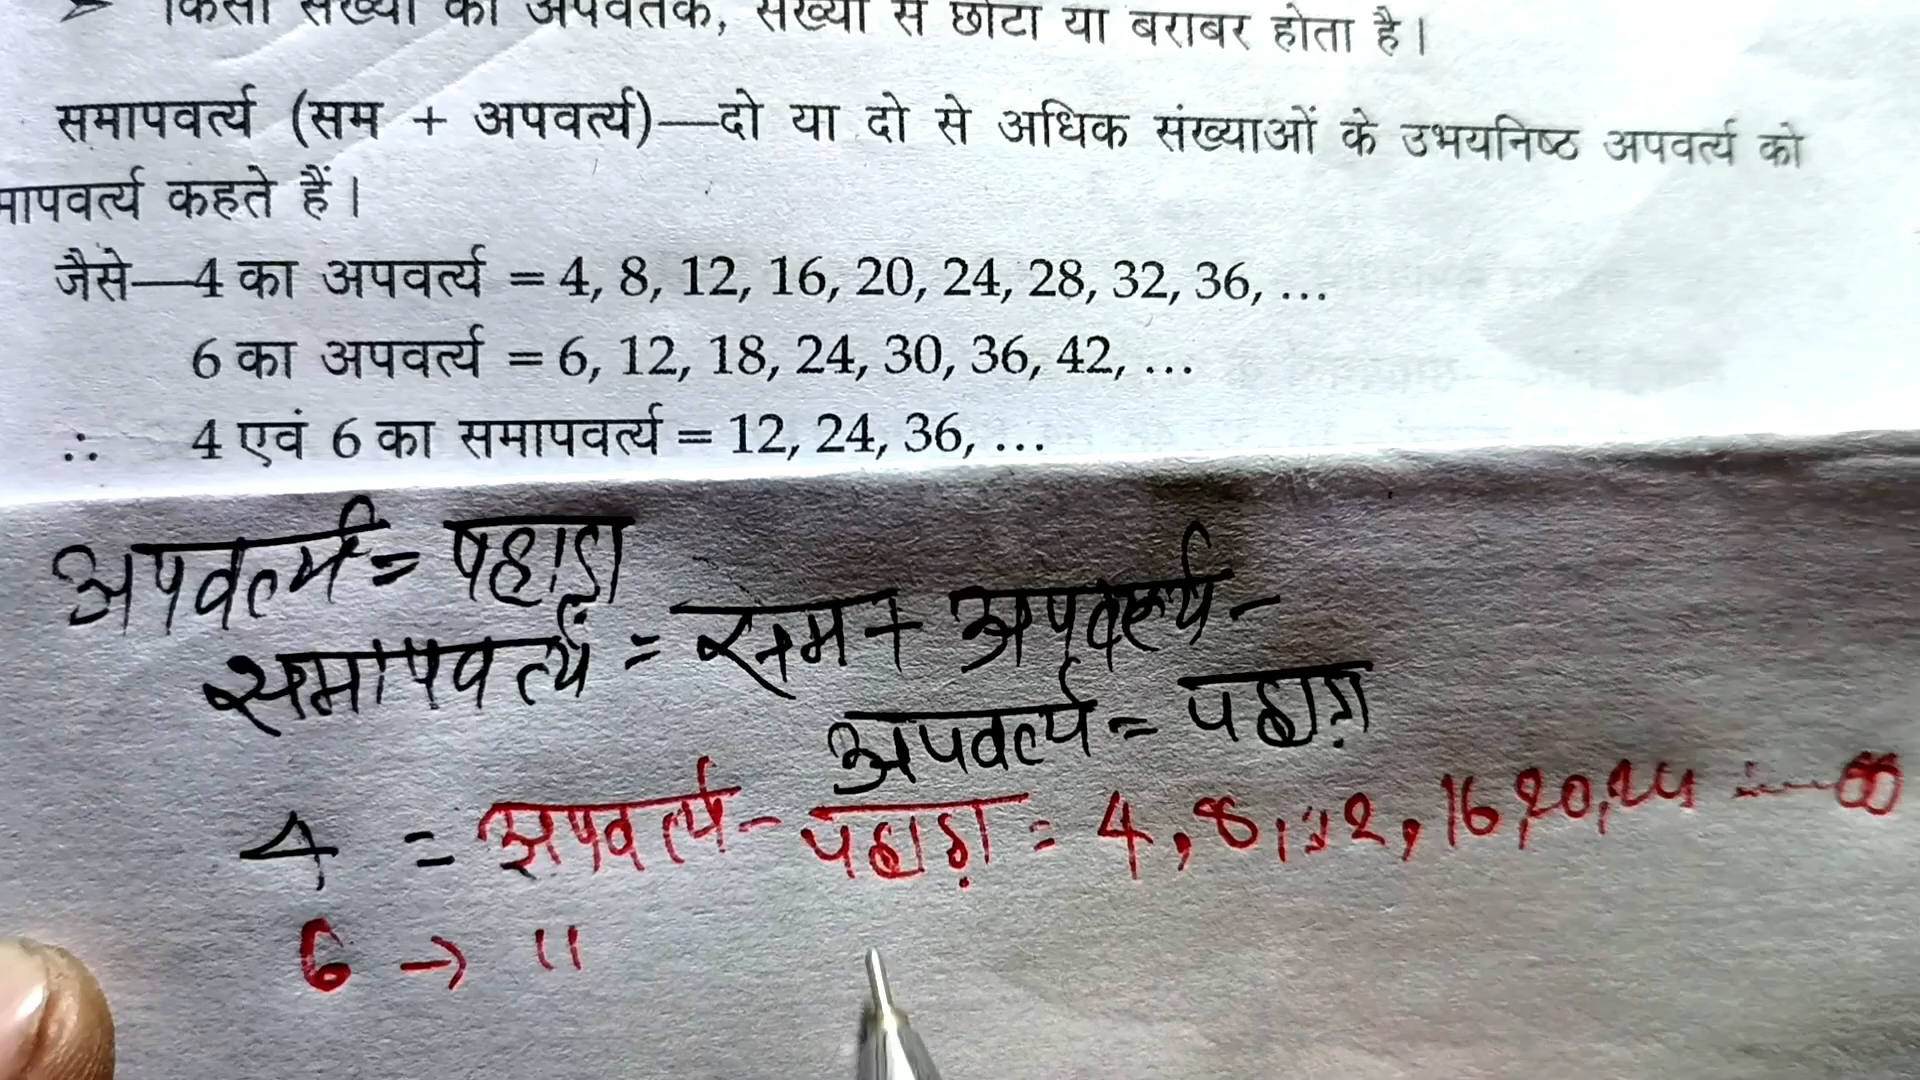 किसी संख्या का अपवर्तक, संख्या से छोटा या बराबर होता है।
समापवर्त्य (सम + अपवर्त्य)—दो या दो से अधिक संख्याओं के उभयनिष्ठ अपवर्त्य को
मापवर्त्य कहते हैं।
जैसे—4 का अपवर्त्य = 4, 8, 12, 16, 20, 24, 28, 32, 36, ...
6 का अपवर्त्य = 6, 12, 18, 24, 30, 36, 42, ...
∴ 4 एवं 6 का समापवर्त्य = 12, 24, 36, ...
अपवर्त्य = पहाड़ा
समापवर्त्य = सम + अपवर्त्य -
अपवर्त्य = पहाड़ा
4 = अपवर्त्य - पहाड़ा = 4, 8, 12, 16, 20, 24 ..... ∞
6 → "